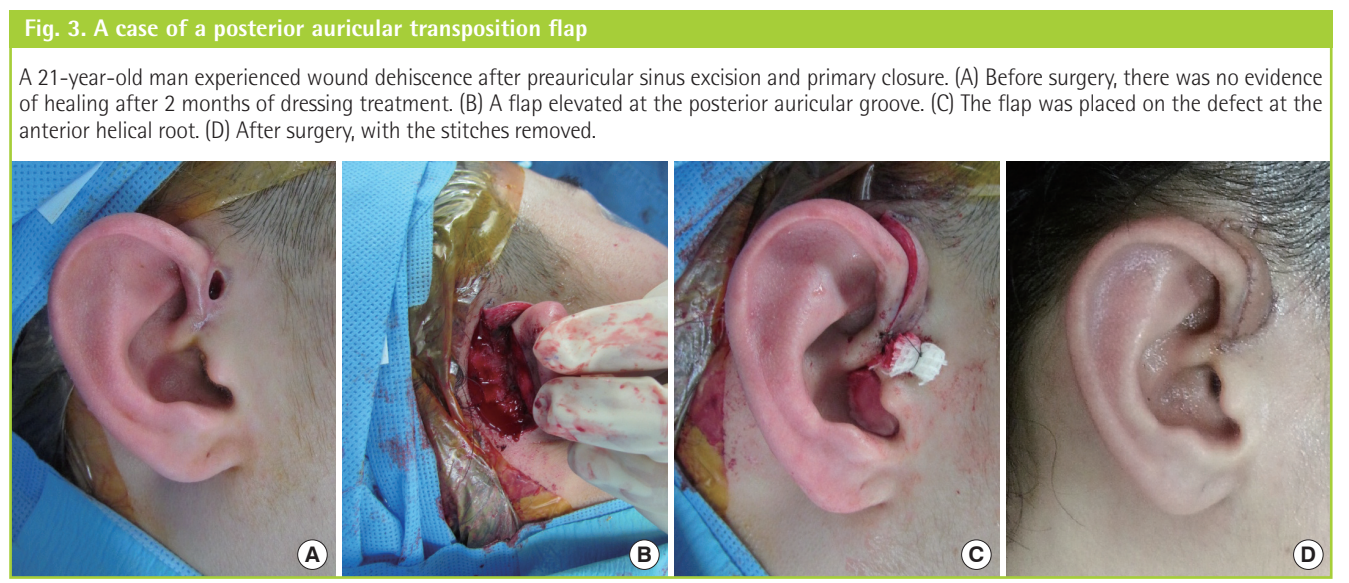 Fig. 3. A case of a posterior auricular transposition flap
A 21-year-old man experienced wound dehiscence after preauricular sinus excision and primary closure. (A) Before surgery, there was no evidence
of healing after 2 months of dressing treatment. (B) A flap elevated at the posterior auricular groove. (C) The flap was placed on the defect at the
anterior helical root. (D) After surgery, with the stitches removed.
A
B
C
D